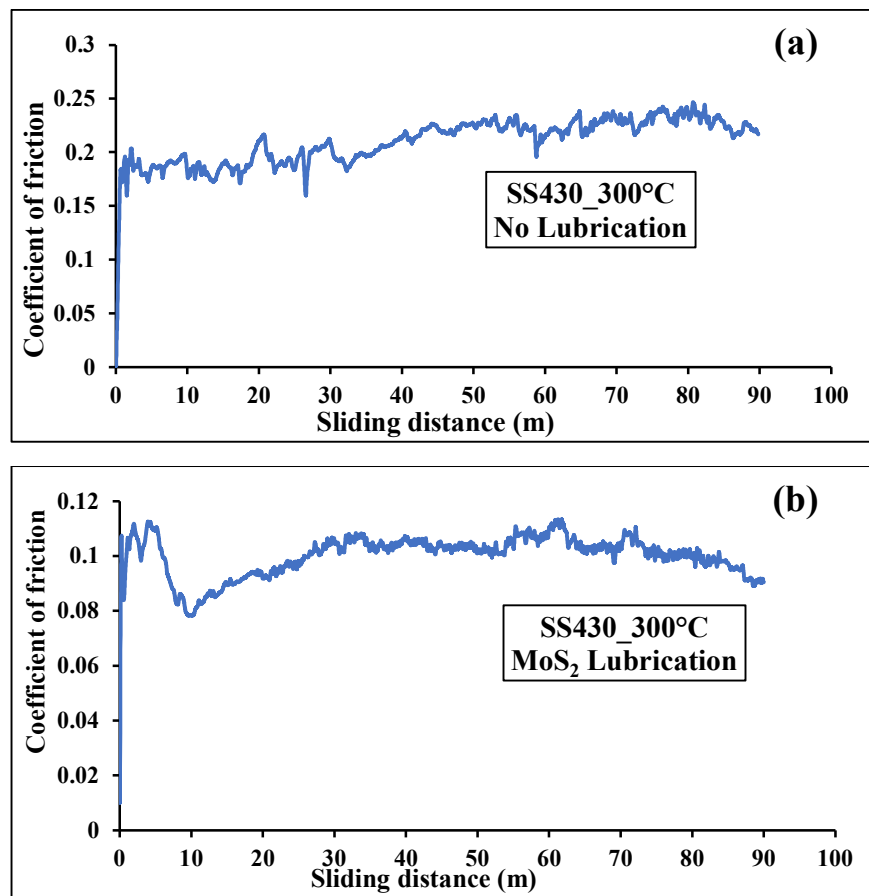 (a)
Coefficient of friction
0.3
0.25
0.2
0.15
0.1
0.05
0
SS430_300°C
No Lubrication
0 10 20 30 40 50 60 70 80 90 100
Sliding distance (m)
(b)
Coefficient of friction
0.12
0.1
0.08
0.06
0.04
0.02
0
SS430_300°C
MoS₂ Lubrication
0 10 20 30 40 50 60 70 80 90 100
Sliding distance (m)